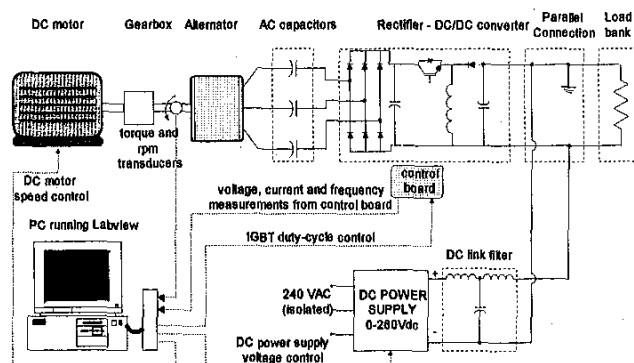 DC motor
Gearbox
Alternator
AC capacitors
Rectifier - DC/DC converter
Parallel
Connection
Load
bank
torque and
rpm
transducers
DC motor
speed control
control
board
voltage, current and frequency
measurements from control board
PC running Labview
IGBT duty-cycle control
DC link filter
240 VAC
(isolated)
DC POWER
SUPPLY
0-260Vdc
+
-
DC power supply
voltage control